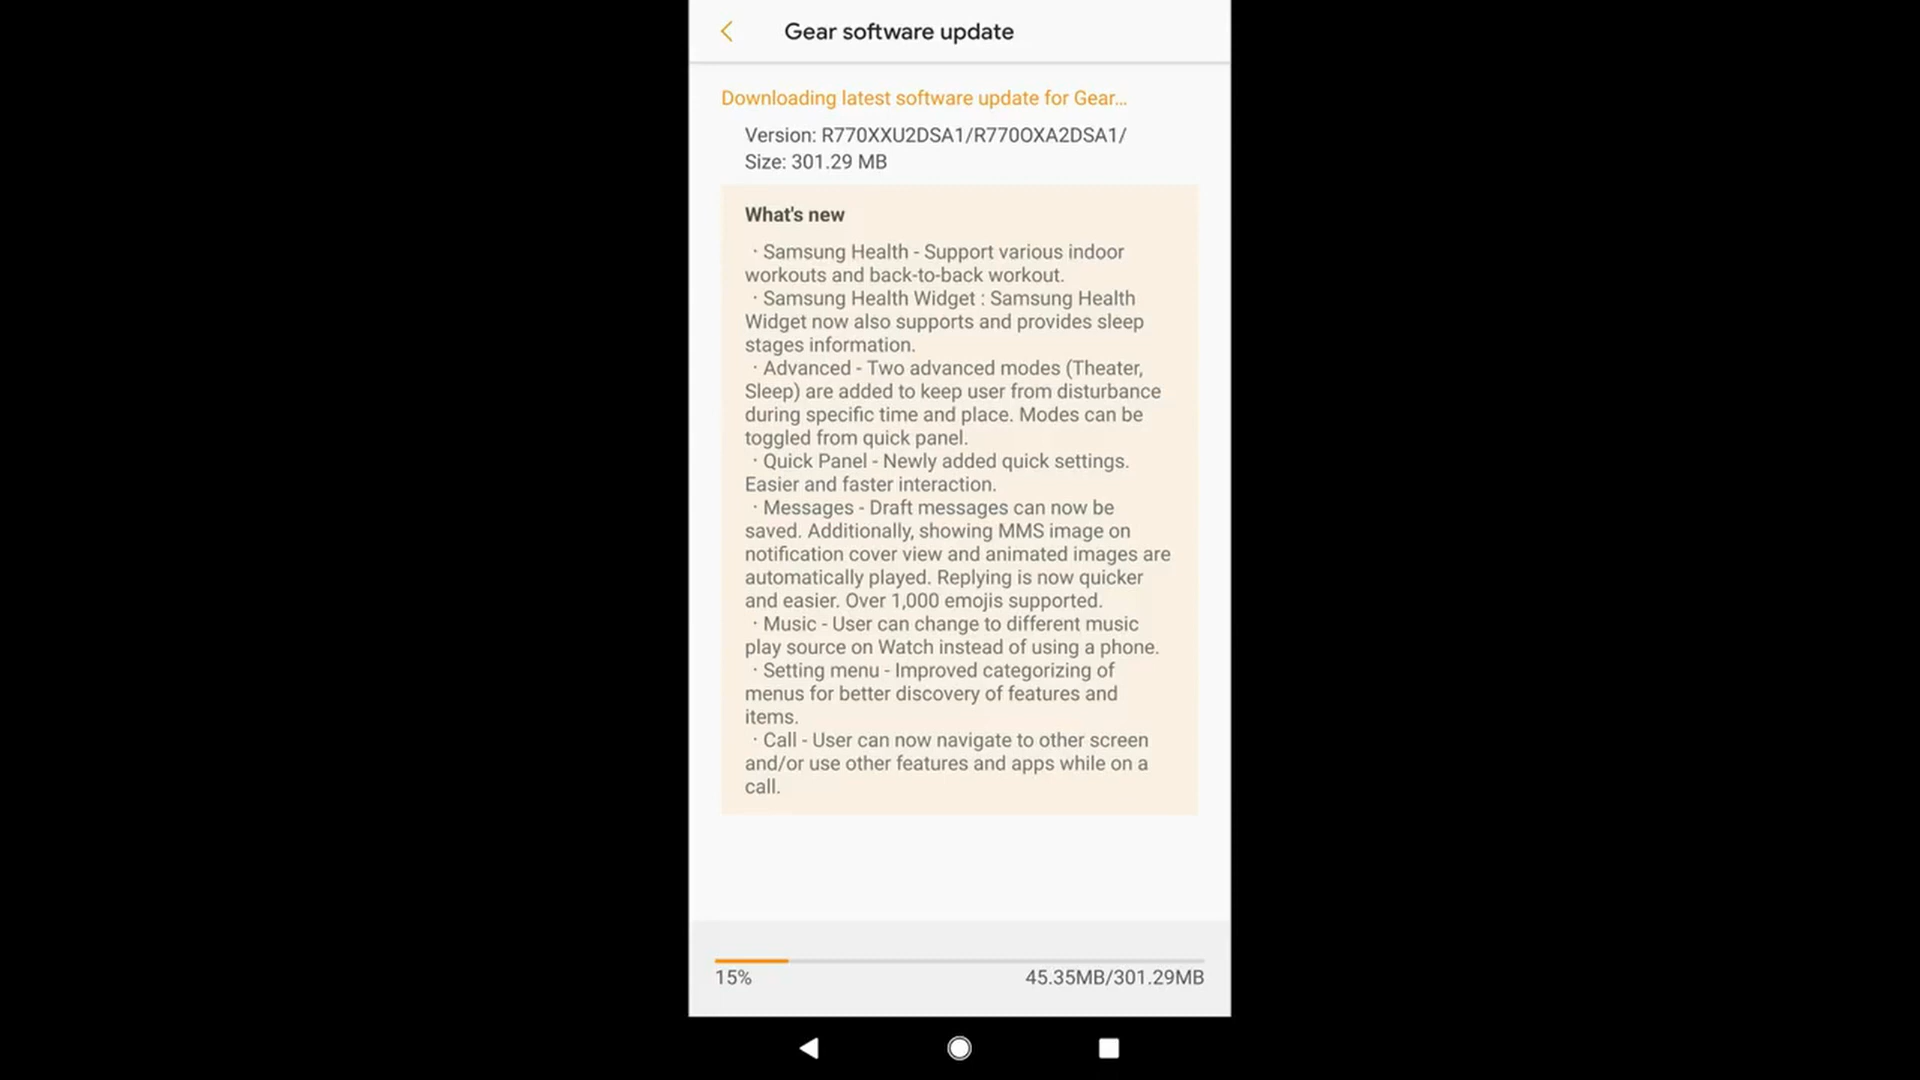 Gear software update
Downloading latest software update for Gear...
Version: R770XXU2DSA1/R770OXA2DSA1/
Size: 301.29 MB
What's new
· Samsung Health - Support various indoor
workouts and back-to-back workout.
· Samsung Health Widget : Samsung Health
Widget now also supports and provides sleep
stages information.
· Advanced - Two advanced modes (Theater,
Sleep) are added to keep user from disturbance
during specific time and place. Modes can be
toggled from quick panel.
· Quick Panel - Newly added quick settings.
Easier and faster interaction.
· Messages - Draft messages can now be
saved. Additionally, showing MMS image on
notification cover view and animated images are
automatically played. Replying is now quicker
and easier. Over 1,000 emojis supported.
· Music - User can change to different music
play source on Watch instead of using a phone.
· Setting menu - Improved categorizing of
menus for better discovery of features and
items.
· Call - User can now navigate to other screen
and/or use other features and apps while on a
call.
15%
45.35MB/301.29MB